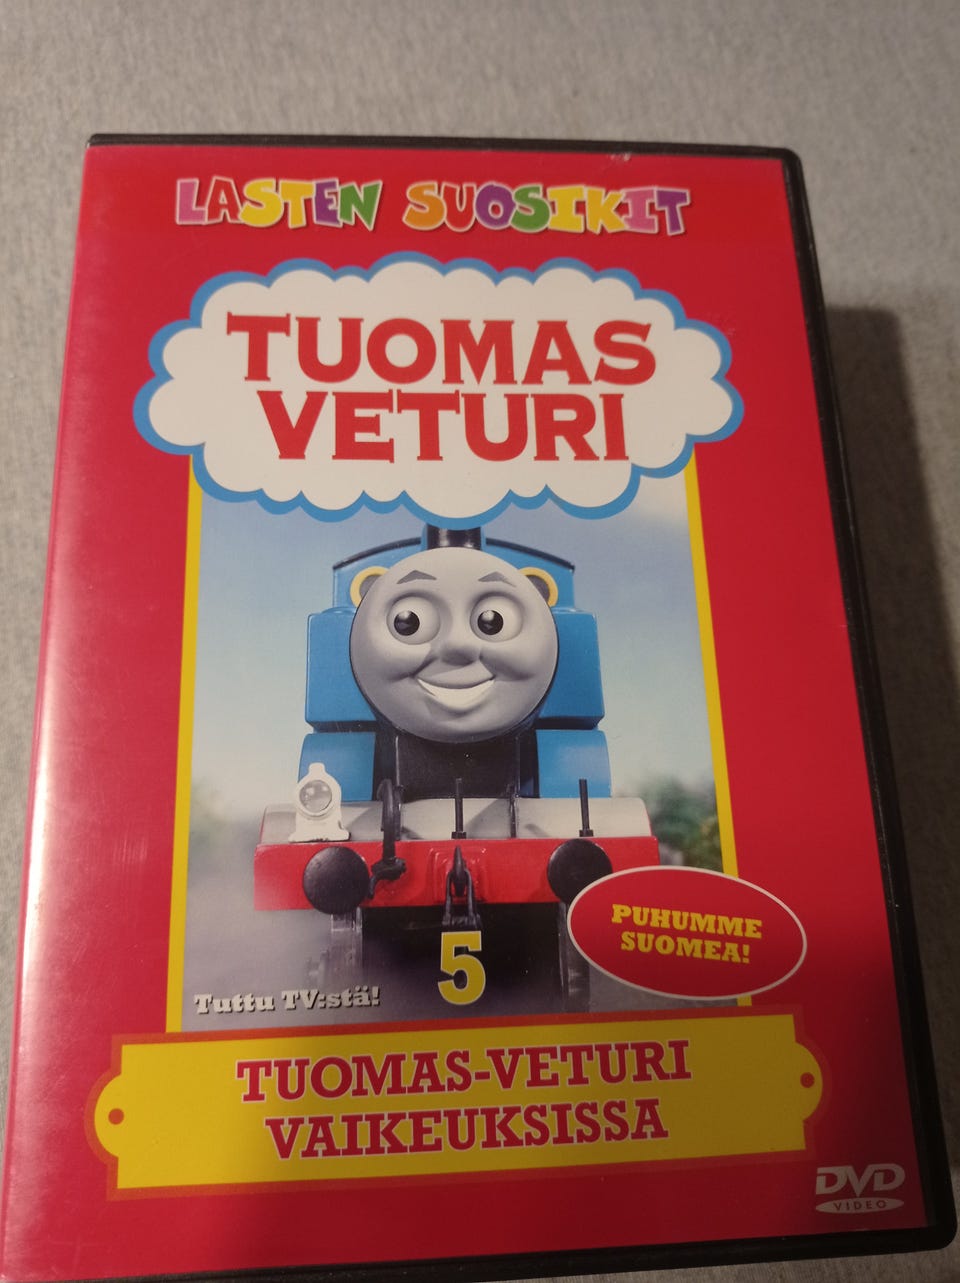 LASTEN SUOSIKIT
TUOMAS
VETURI
PUHUMME
SUOMEA!
5
Tuttu TV:stä!
TUOMAS-VETURI
VAIKEUKSISSA
DVD
VIDEO